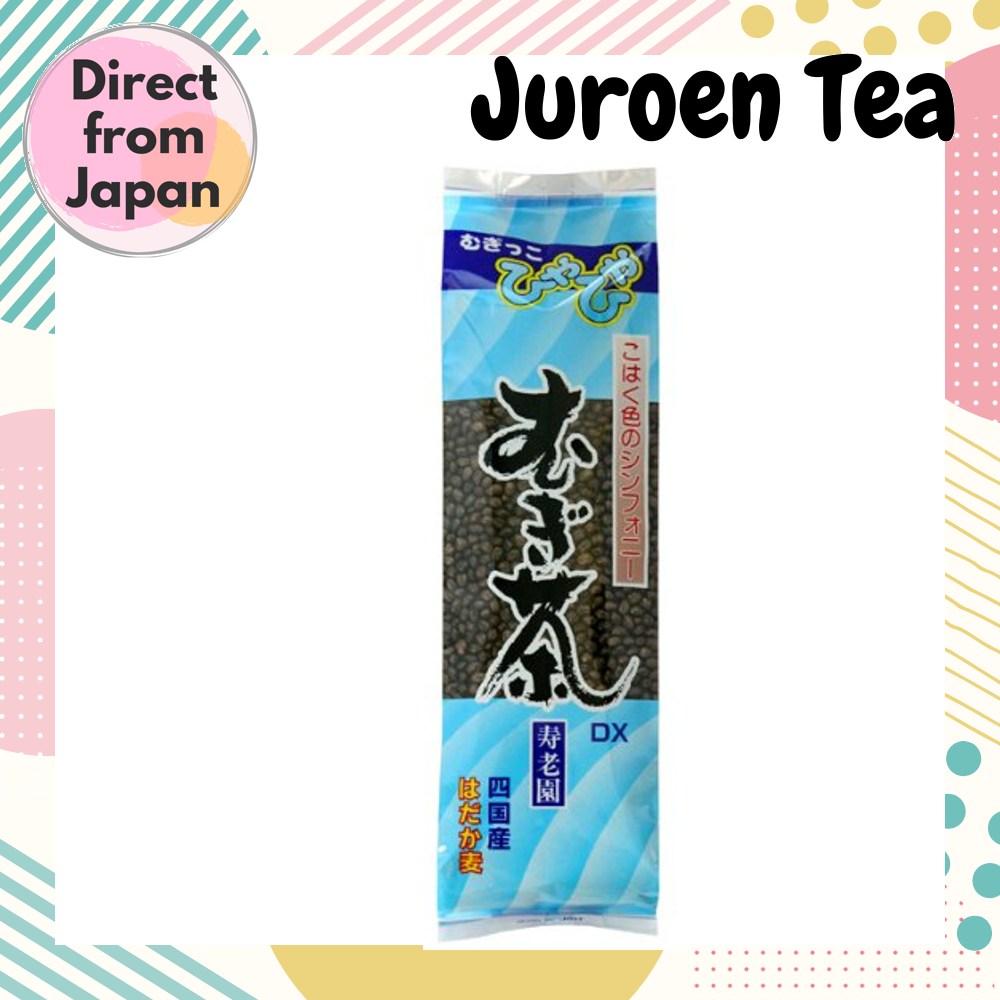 Direct
from
Japan
Juroen Tea
むぎっこ
ひやひや
こはく色のシンフォニー
むぎ茶
DX
寿老園
四国産
はだか麦